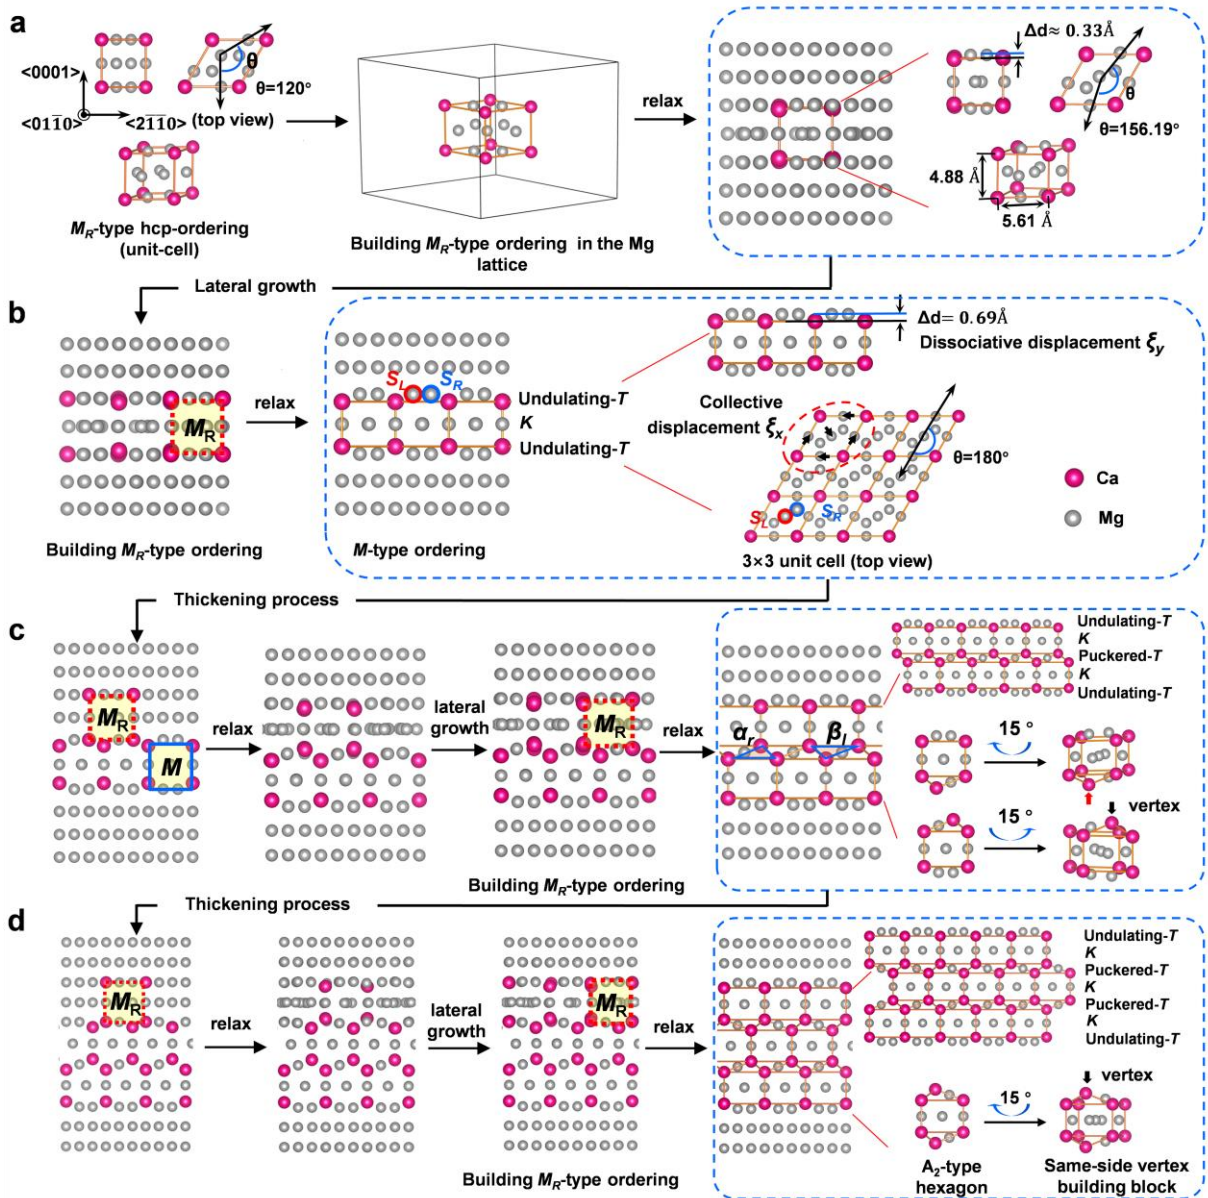 a
<0001>
<011̄10>
<21̄1̄0>
θ
θ=120°
(top view)
M_R-type hcp-ordering
(unit-cell)
Building M_R-type ordering in the Mg
lattice
relax
Δd≈ 0.33Å
θ
θ=156.19°
4.88 Å
5.61 Å
Lateral growth
b
M_R
Building M_R-type ordering
relax
S_L
S_R
Undulating-T
K
Undulating-T
M-type ordering
Δd= 0.69Å
Dissociative displacement ξ_y
Collective
displacement ξ_x
θ=180°
S_L
S_R
3×3 unit cell (top view)
Ca
Mg
Thickening process
c
M_R
M
relax
lateral
growth
M_R
Building M_R-type ordering
relax
α_r
β_l
Undulating-T
K
Puckered-T
K
Undulating-T
15 °
15 °
vertex
Thickening process
d
M_R
relax
lateral
growth
M_R
Building M_R-type ordering
relax
Undulating-T
K
Puckered-T
K
Puckered-T
K
Undulating-T
15 °
vertex
A₂-type
hexagon
Same-side vertex
building block